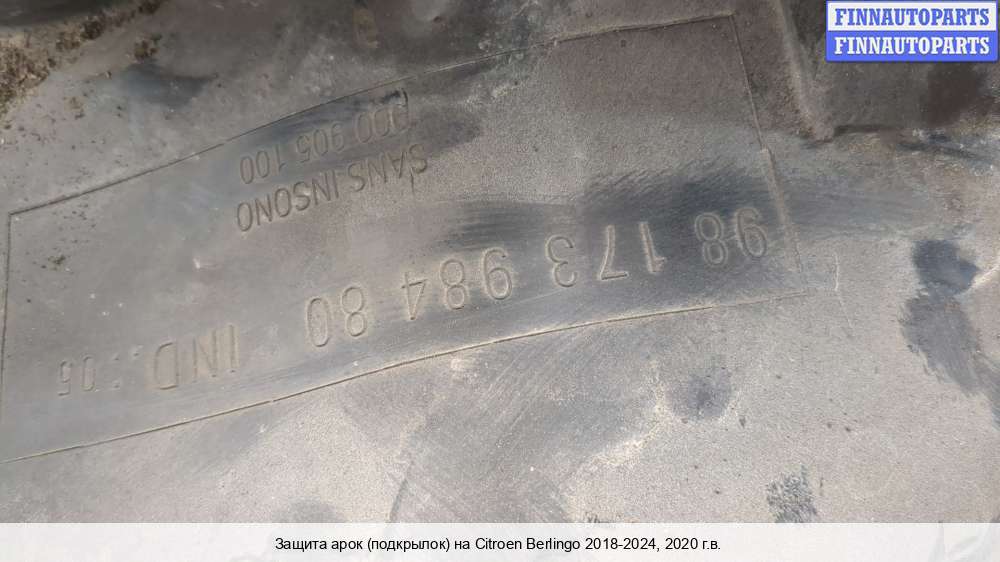 FINNAUTOPARTS
FINNAUTOPARTS
98 173 984 80 IND : 05
SANS INSONO
905 100
Защита арок (подкрылок) на Citroen Berlingo 2018-2024, 2020 г.в.